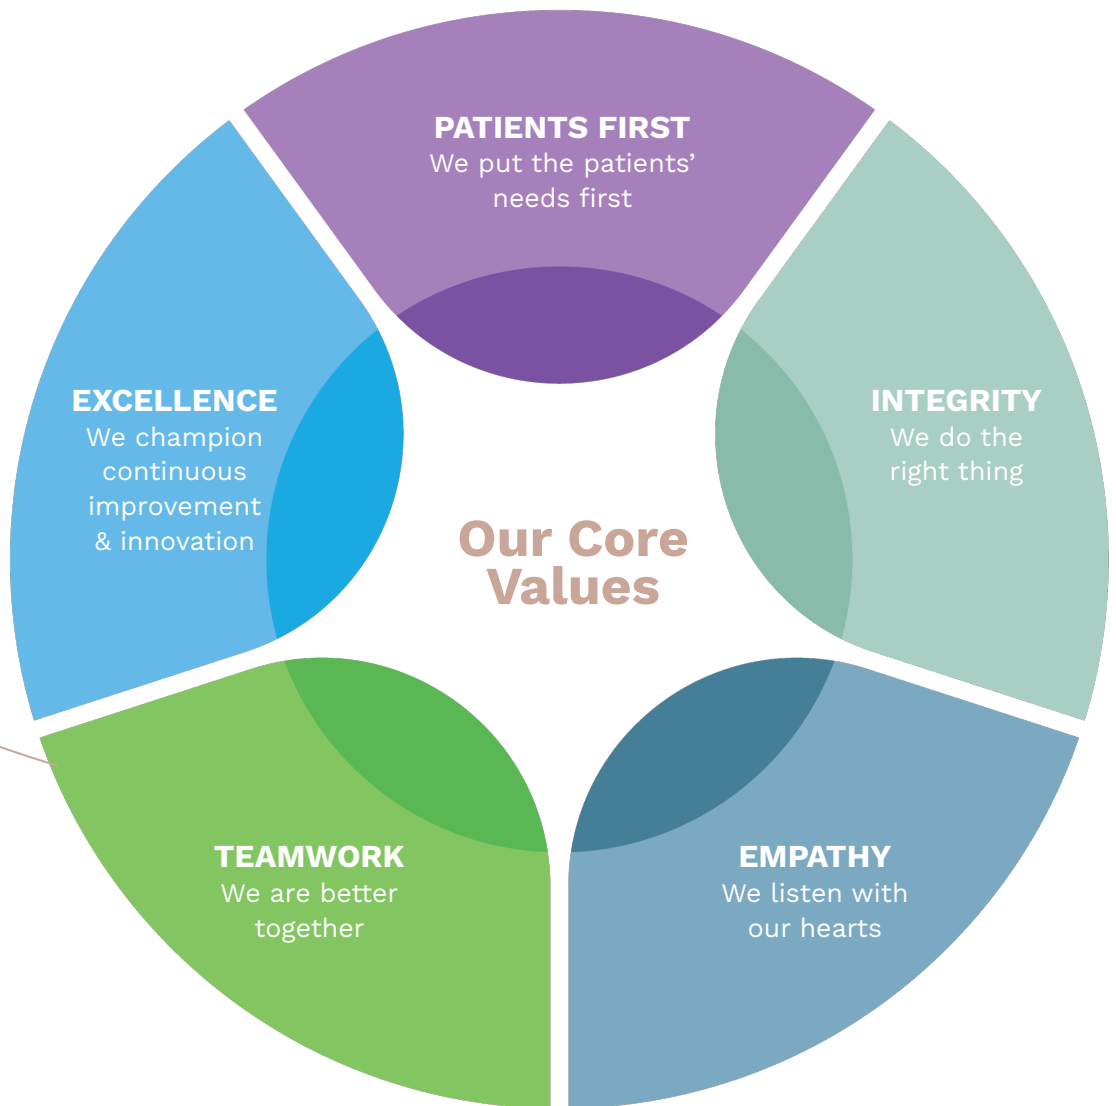 PATIENTS FIRST
We put the patients’
needs first
INTEGRITY
We do the
right thing
EMPATHY
We listen with
our hearts
TEAMWORK
We are better
together
EXCELLENCE
We champion
continuous
improvement
& innovation
Our Core
Values